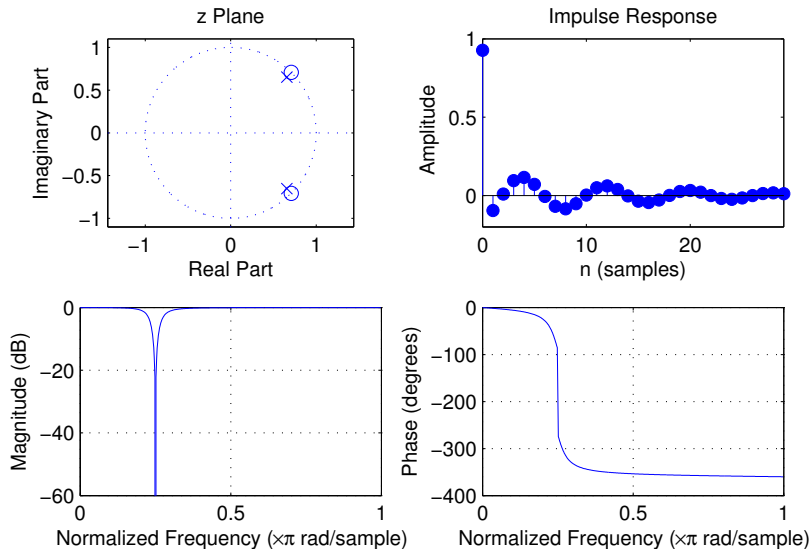 z Plane
Imaginary Part
1
0.5
0
−0.5
−1
−1
0
1
Real Part
Impulse Response
Amplitude
1
0.5
0
0
10
20
n (samples)
Magnitude (dB)
0
−20
−40
−60
0
0.5
1
Normalized Frequency (×π rad/sample)
Phase (degrees)
0
−100
−200
−300
−400
0
0.5
1
Normalized Frequency (×π rad/sample)